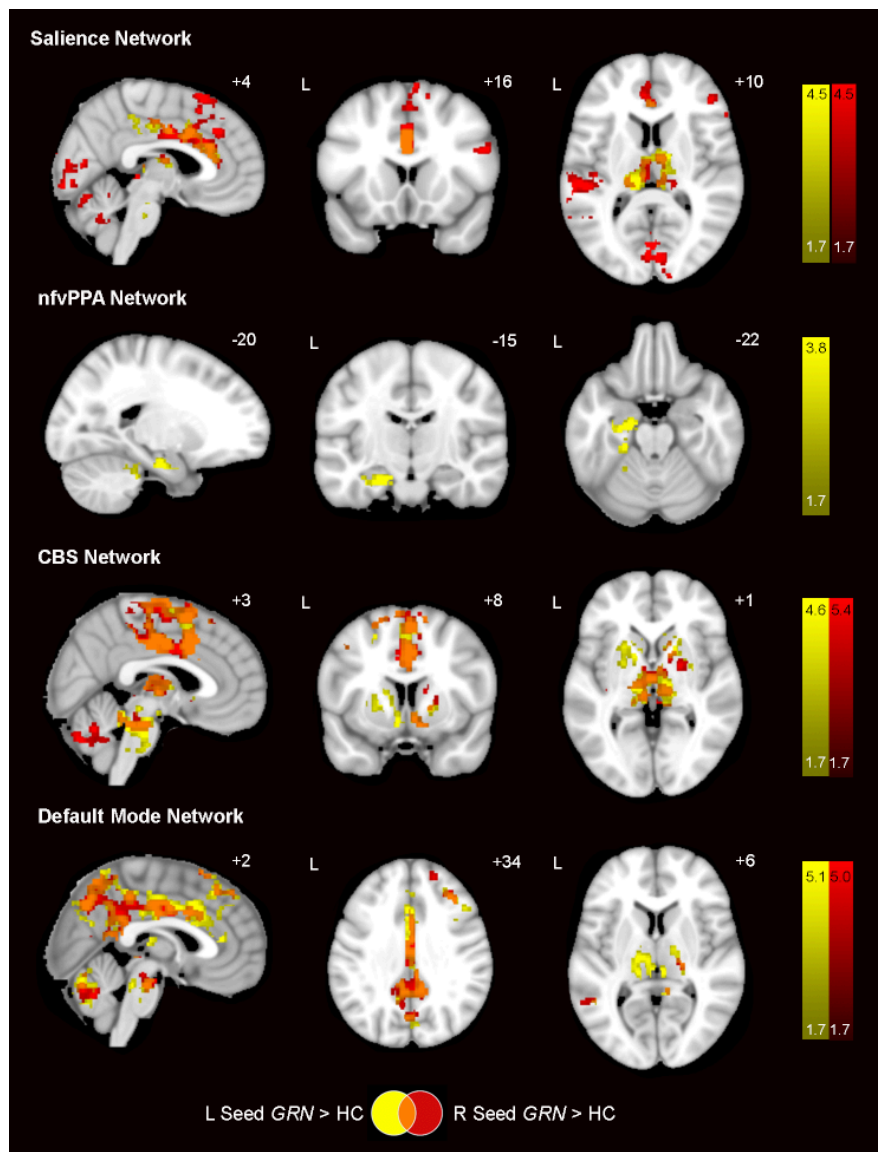 Salience Network
+4 L +16 L +10 4.5 4.5
1.7 1.7
nfvPPA Network
-20 L -15 L -22 3.8
1.7
CBS Network
+3 L +8 L +1 4.6 5.4
1.7 1.7
Default Mode Network
+2 L +34 L +6 5.1 5.0
1.7 1.7
L Seed GRN > HC R Seed GRN > HC